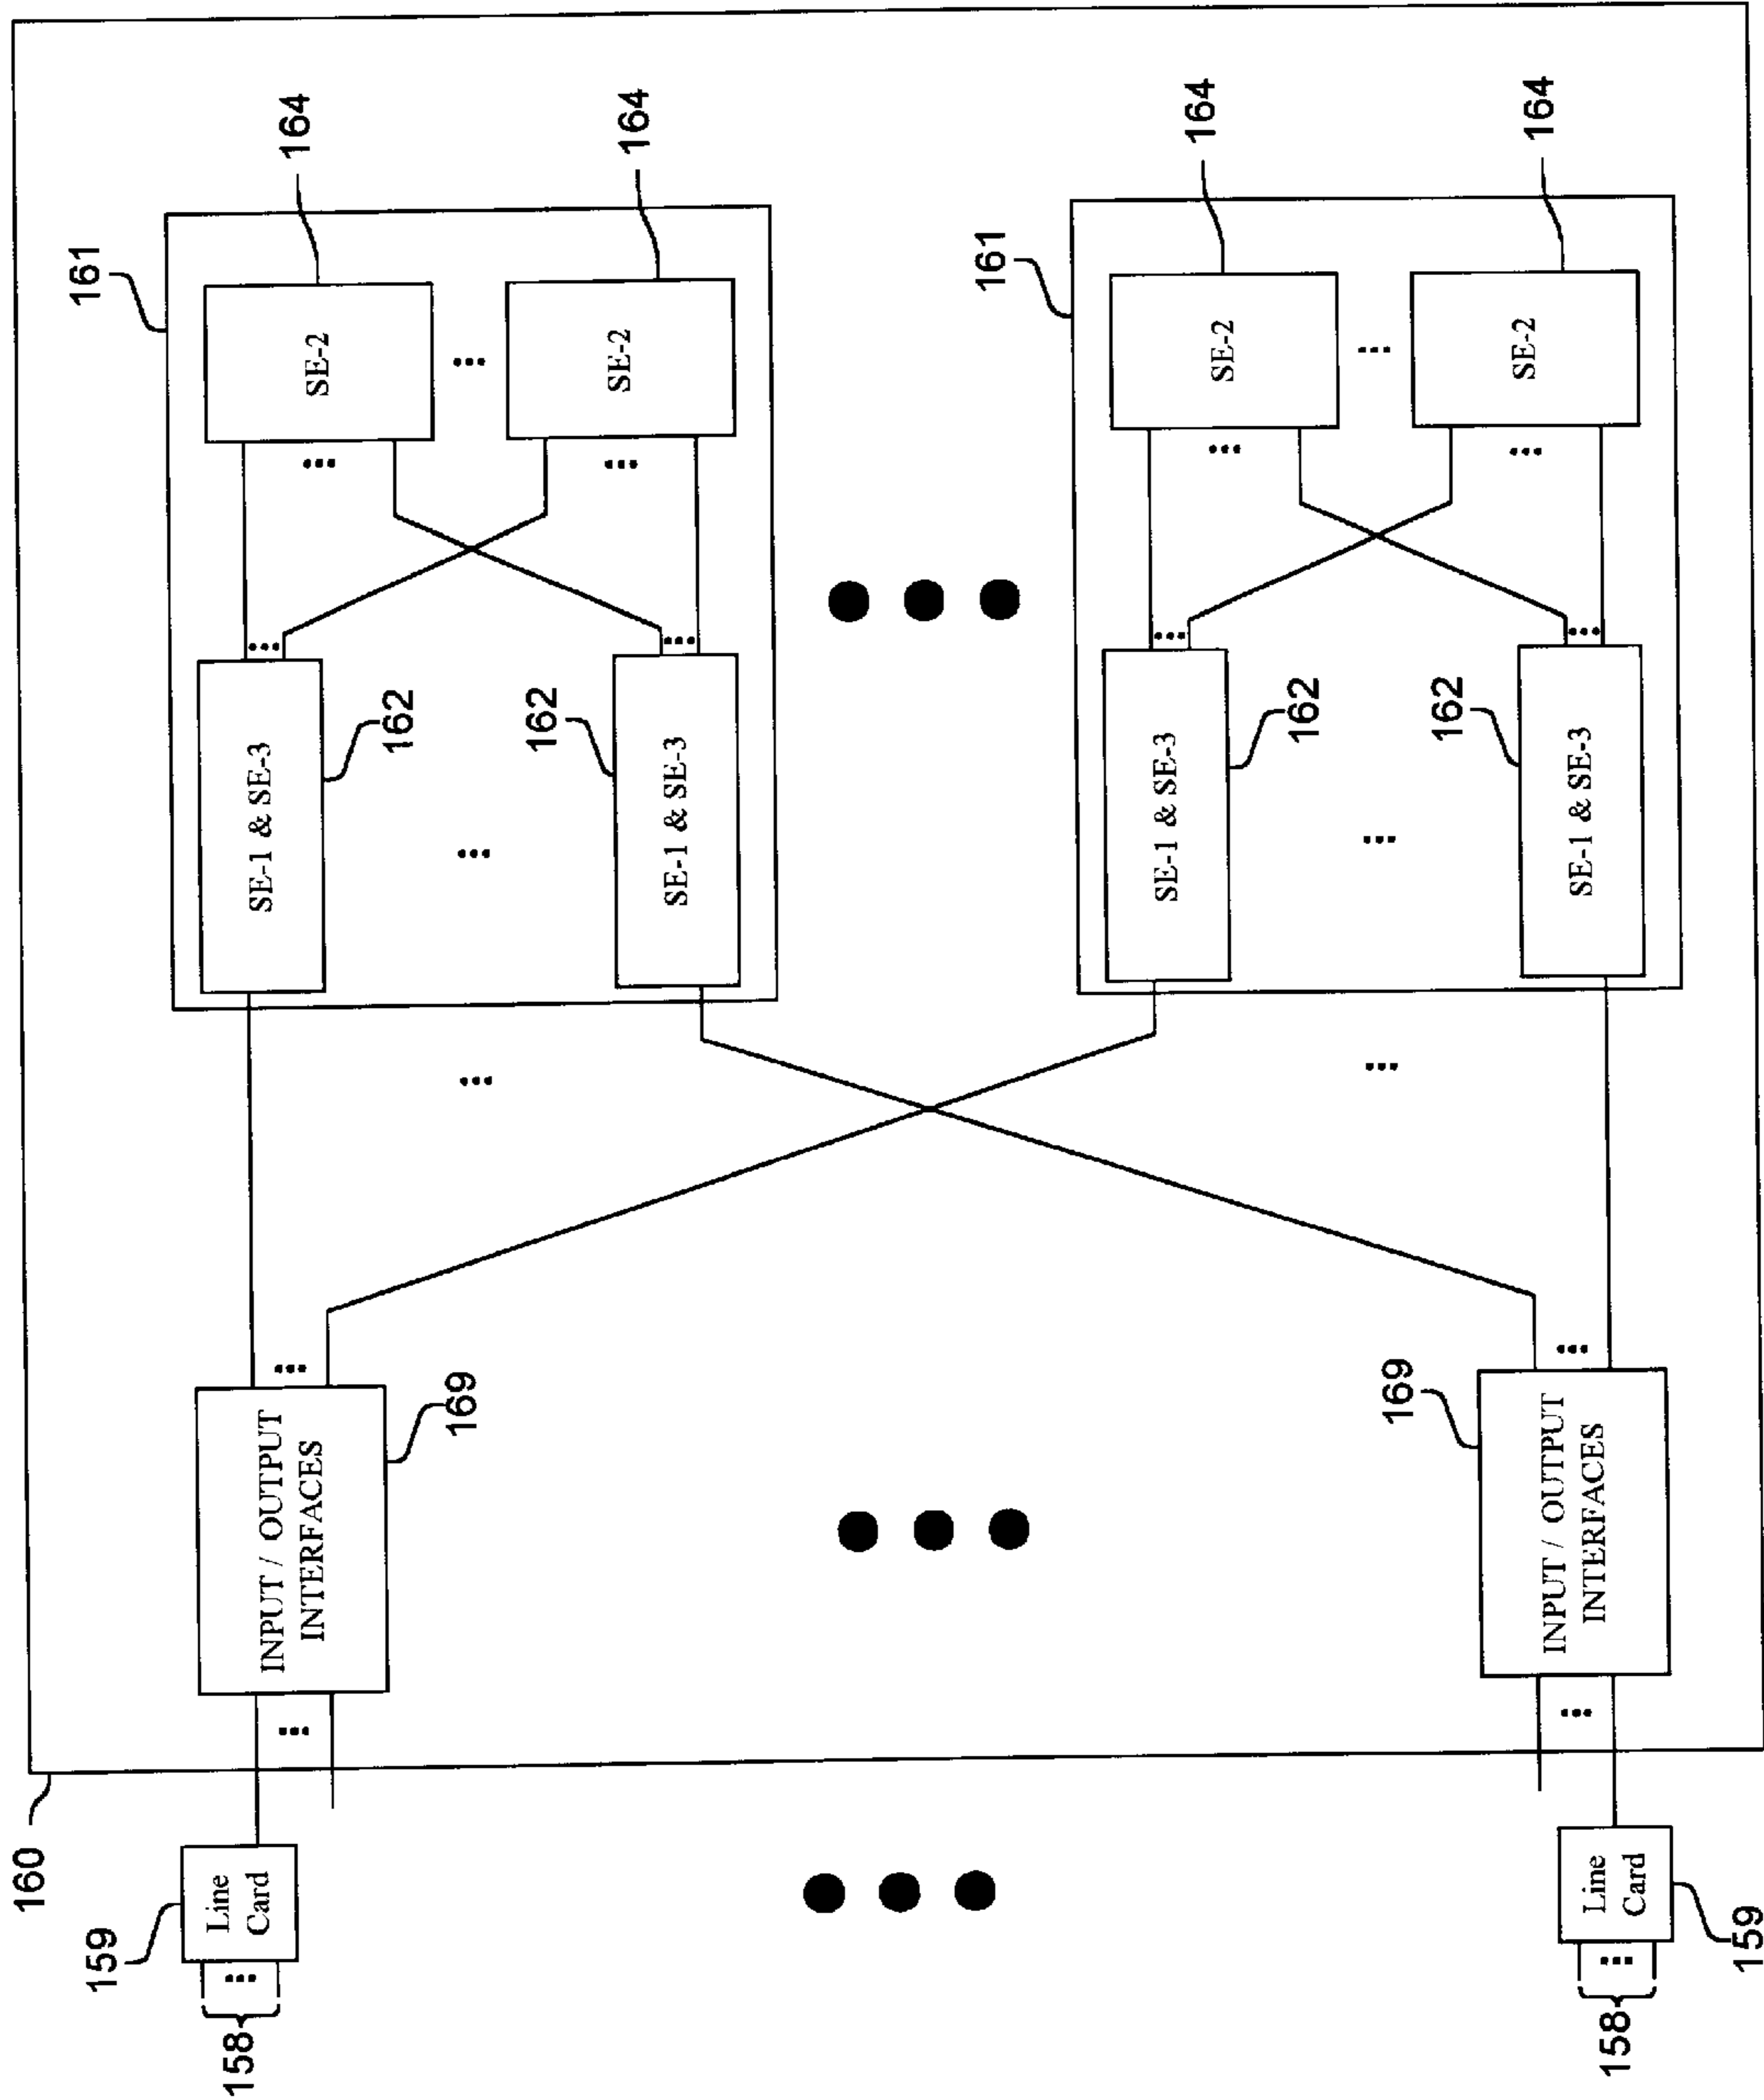 160
161
159
158
Line
Card
INPUT / OUTPUT
INTERFACES
SE-1 & SE-3
SE-2
164
162
169
162
SE-1 & SE-3
SE-2
164
161
SE-1 & SE-3
SE-2
164
162
169
162
158
Line
Card
INPUT / OUTPUT
INTERFACES
SE-1 & SE-3
SE-2
164
159